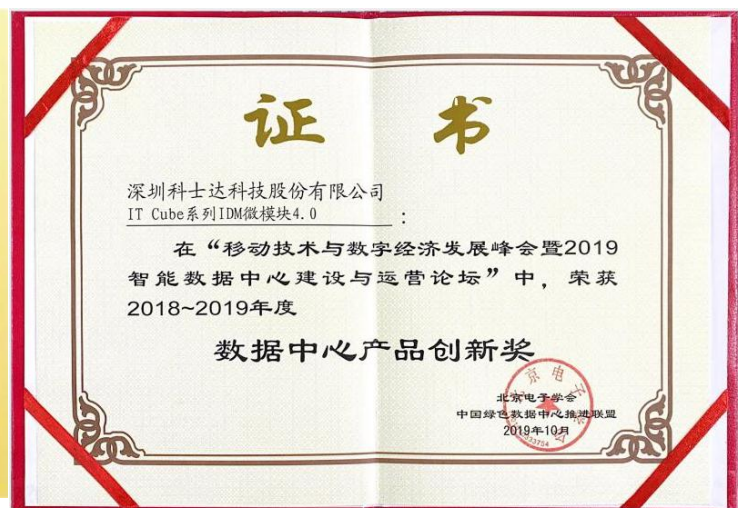 证书
深圳科士达科技股份有限公司
IT Cube系列IDM微模块4.0 :
在“移动技术与数字经济发展峰会暨2019
智能数据中心建设与运营论坛”中，荣获
2018~2019年度
数据中心产品创新奖
北京电子学会
中国绿色数据中心推进联盟
2019年10月